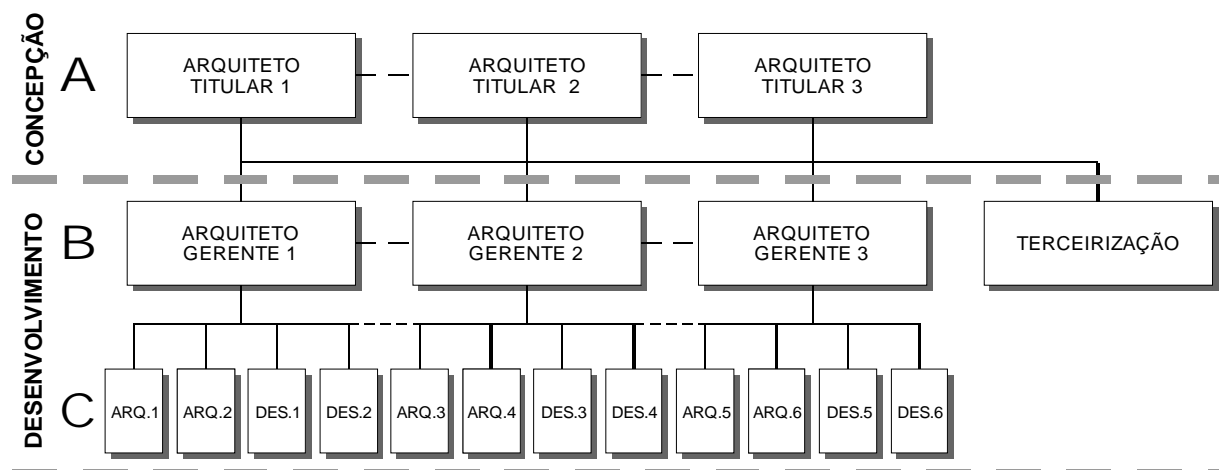 CONCEPÇÃO
A
ARQUITETO
TITULAR 1
ARQUITETO
TITULAR 2
ARQUITETO
TITULAR 3
DESENVOLVIMENTO
B
ARQUITETO
GERENTE 1
ARQUITETO
GERENTE 2
ARQUITETO
GERENTE 3
TERCEIRIZAÇÃO
C
ARQ.1
ARQ.2
DES.1
DES.2
ARQ.3
ARQ.4
DES.3
DES.4
ARQ.5
ARQ.6
DES.5
DES.6